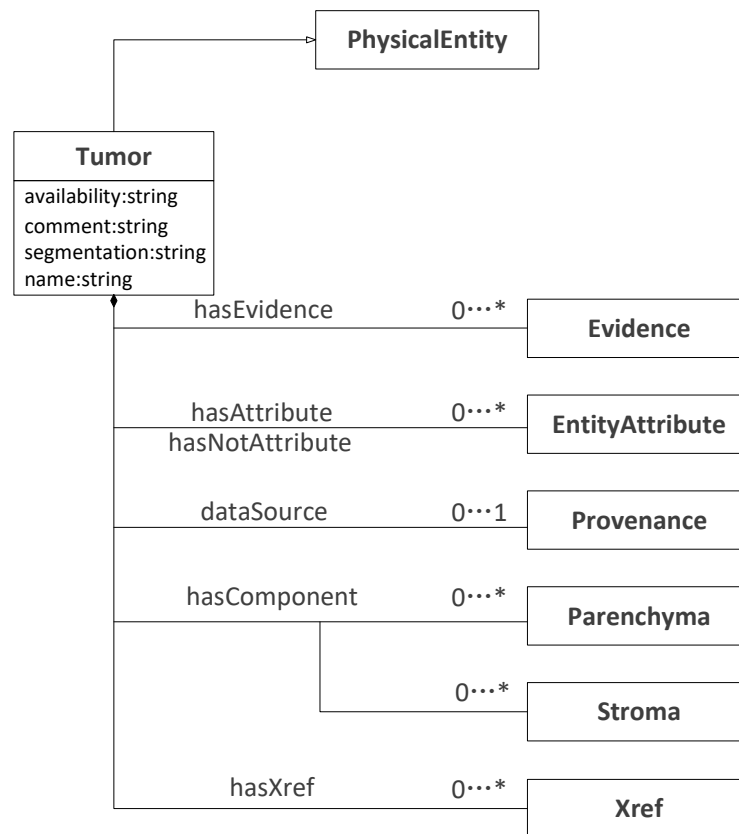 PhysicalEntity
Tumor
availability:string
comment:string
segmentation:string
name:string
hasEvidence 0···*
Evidence
hasAttribute 0···*
hasNotAttribute
EntityAttribute
dataSource 0···1
Provenance
hasComponent 0···*
Parenchyma
0···*
Stroma
hasXref 0···*
Xref